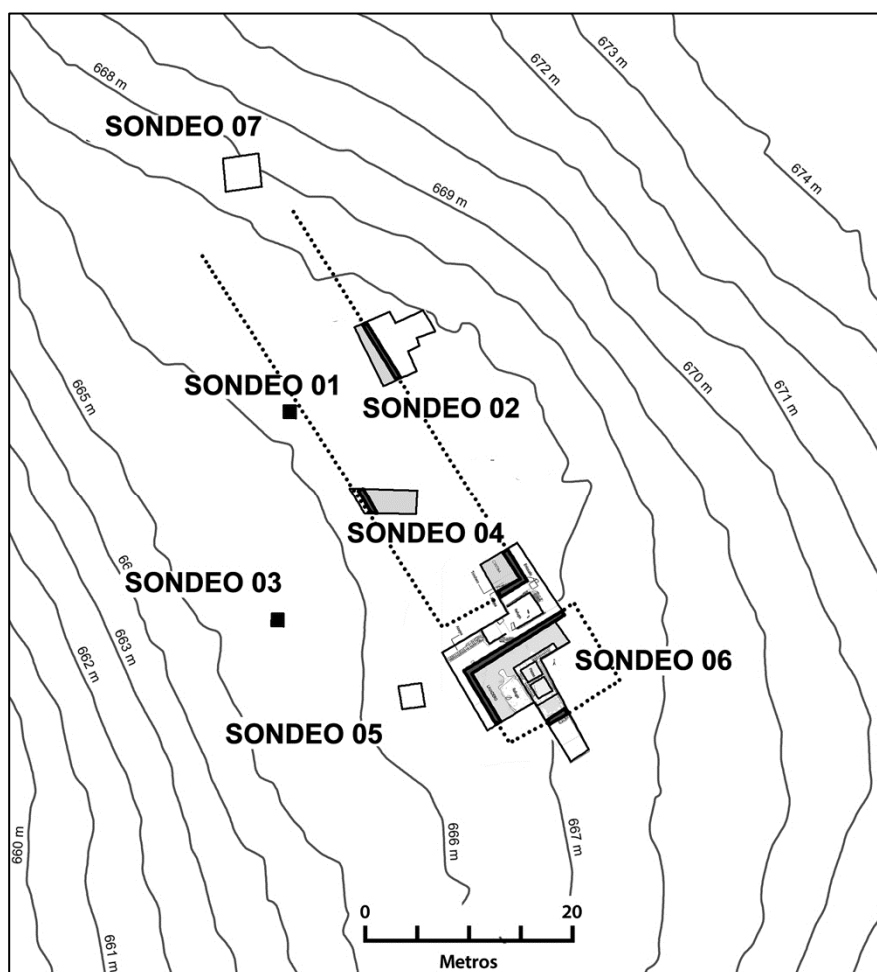 672 m
673 m
668 m
SONDEO 07
674 m
669 m
665 m
SONDEO 01
SONDEO 02
670 m
671 m
SONDEO 04
SONDEO 03
663 m
662 m
SONDEO 06
SONDEO 05
660 m
666 m
667 m
661 m
0 20
Metros